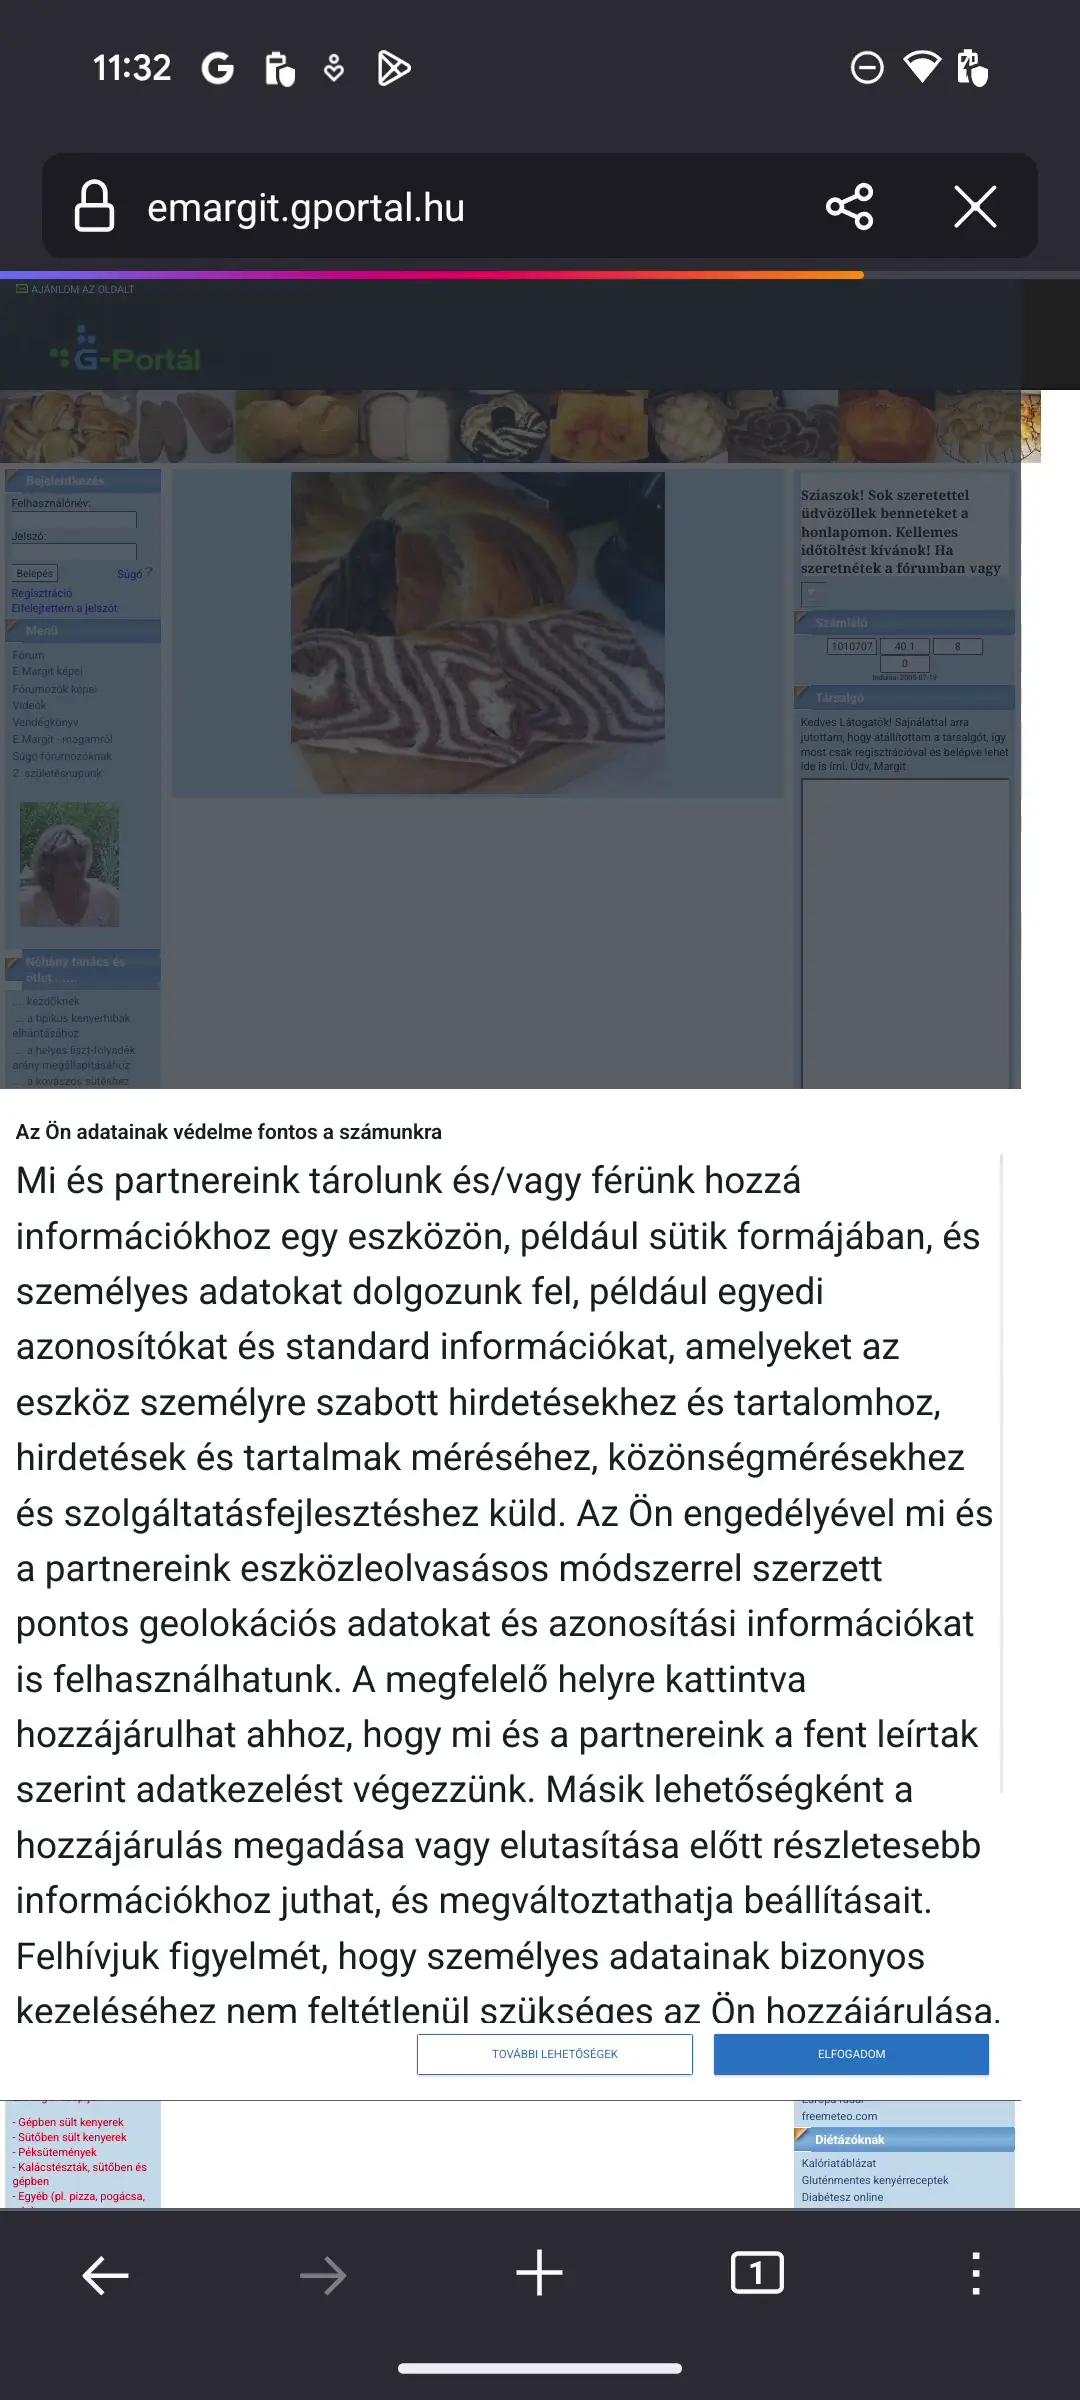 11:32
emargit.gportal.hu
AJÁNLOM AZ OLDALT
G-Portál
Bejelentkezés
Felhasználónév:
Jelszó:
Belépés
Súgó ?
Regisztráció
Elfelejtettem a jelszót
Menü
Fórum
E.Margit képei
Fórumozók képei
Videók
Vendégkönyv
E.Margit - magamról
Súgó fórumozóknak
2. születésnapunk
Néhány tanács és
ötlet......
.... kezdőknek
.... a tipikus kenyérhibák
elhárításához
.... a helyes liszt-folyadék
arány megállapításához
.... a kovászos sütéshez
Sziaszok! Sok szeretettel
üdvözöllek benneteket a
honlapomon. Kellemes
időtöltést kívánok! Ha
szeretnétek a fórumban vagy
Számláló
1010707
40.1
8
0
Indulás: 2005-07-19
Társalgó
Kedves Látogatók! Sajnálattal arra
jutottam, hogy átállítottam a társalgót, így
most csak regisztrációval és belépve lehet
ide is írni. Üdv, Margit
Az Ön adatainak védelme fontos a számunkra
Mi és partnereink tárolunk és/vagy férünk hozzá
információkhoz egy eszközön, például sütik formájában, és
személyes adatokat dolgozunk fel, például egyedi
azonosítókat és standard információkat, amelyeket az
eszköz személyre szabott hirdetésekhez és tartalomhoz,
hirdetések és tartalmak méréséhez, közönségmérésekhez
és szolgáltatásfejlesztéshez küld. Az Ön engedélyével mi és
a partnereink eszközleolvasásos módszerrel szerzett
pontos geolokációs adatokat és azonosítási információkat
is felhasználhatunk. A megfelelő helyre kattintva
hozzájárulhat ahhoz, hogy mi és a partnereink a fent leírtak
szerint adatkezelést végezzünk. Másik lehetőségként a
hozzájárulás megadása vagy elutasítása előtt részletesebb
információkhoz juthat, és megváltoztathatja beállításait.
Felhívjuk figyelmét, hogy személyes adatainak bizonyos
kezeléséhez nem feltétlenül szükséges az Ön hozzájárulása.
TOVÁBBI LEHETŐSÉGEK
ELFOGADOM
- Gépben sült kenyerek
- Sütőben sült kenyerek
- Péksütemények
- Kalácstészták, sütőben és
gépben
- Egyéb (pl. pizza, pogácsa,
Európa radar
freemeteo.com
Diétázóknak
Kalóriatáblázat
Gluténmentes kenyérreceptek
Diabétesz online
1